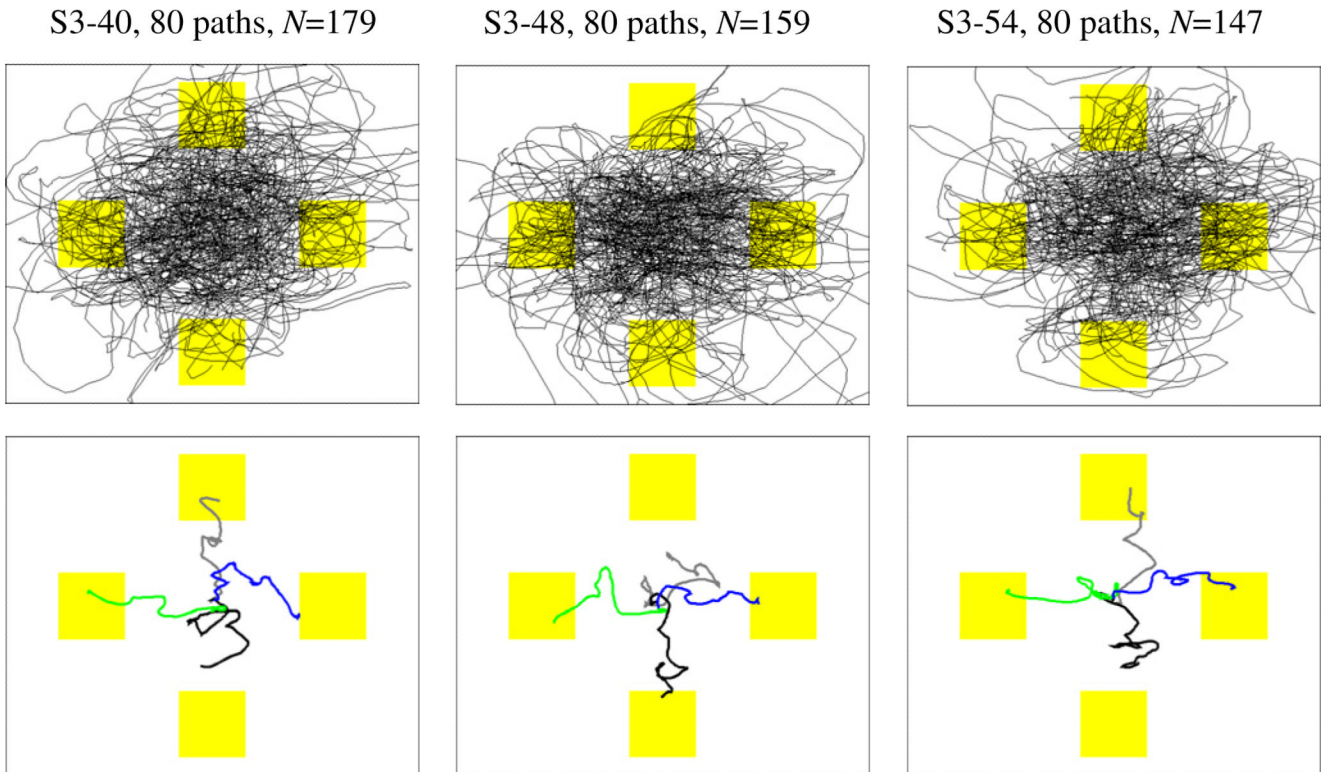 S3-40, 80 paths, N=179
S3-48, 80 paths, N=159
S3-54, 80 paths, N=147